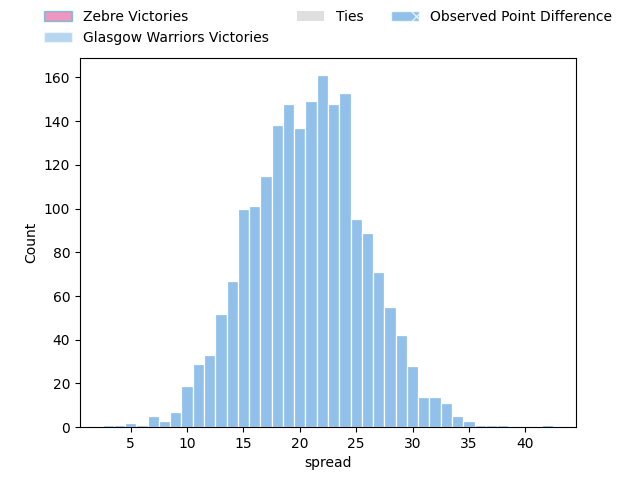 Zebre Victories
Glasgow Warriors Victories
Ties
Observed Point Difference
Count
160
140
120
100
80
60
40
20
0
5 10 15 20 25 30 35 40
spread